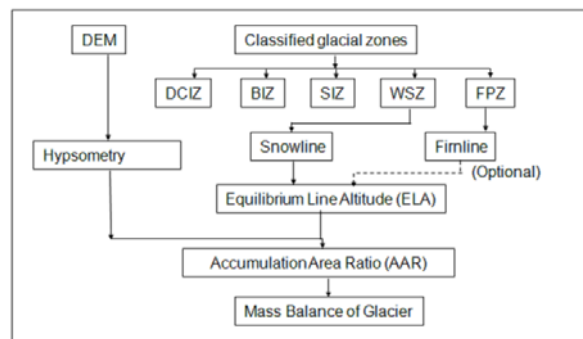 DEM
Classified glacial zones
DCIZ
BIZ
SIZ
WSZ
FPZ
Hypsometry
Snowline
Firnline
(Optional)
Equilibrium Line Altitude (ELA)
Accumulation Area Ratio (AAR)
Mass Balance of Glacier